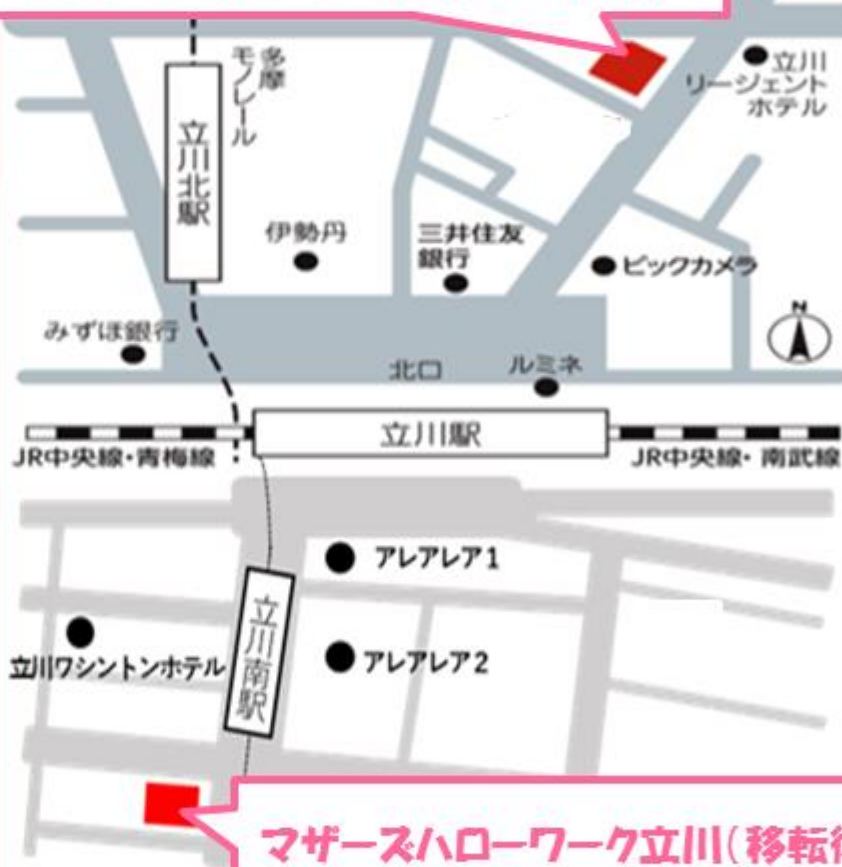 多摩
モノレール
立川
リージェント
ホテル
立川北駅
伊勢丹
三井住友
銀行
ビックカメラ
N
みずほ銀行
北口
ルミネ
立川駅
JR中央線・青梅線
JR中央線・南武線
アレアレア1
立川南駅
立川ワシントンホテル
アレアレア2
マザーズハローワーク立川(移転